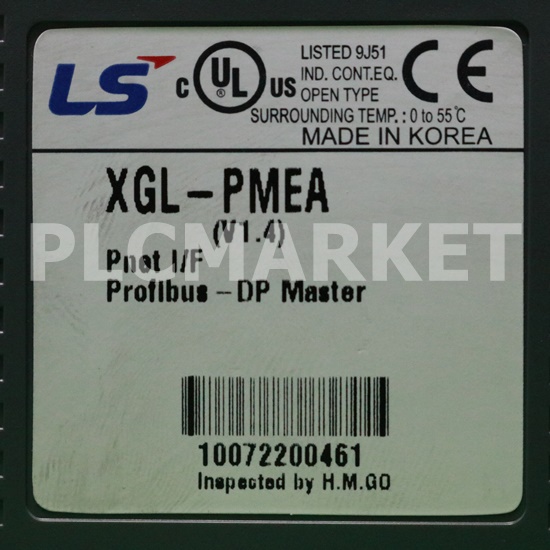 LS
C UL US
LISTED 9J51
IND. CONT.EQ.
OPEN TYPE
CE
SURROUNDING TEMP. : 0 to 55℃
MADE IN KOREA
XGL-PMEA
(V1.4)
PLCMARKET
Pnet I/F
Profibus-DP Master
10072200461
Inspected by H.M.GO